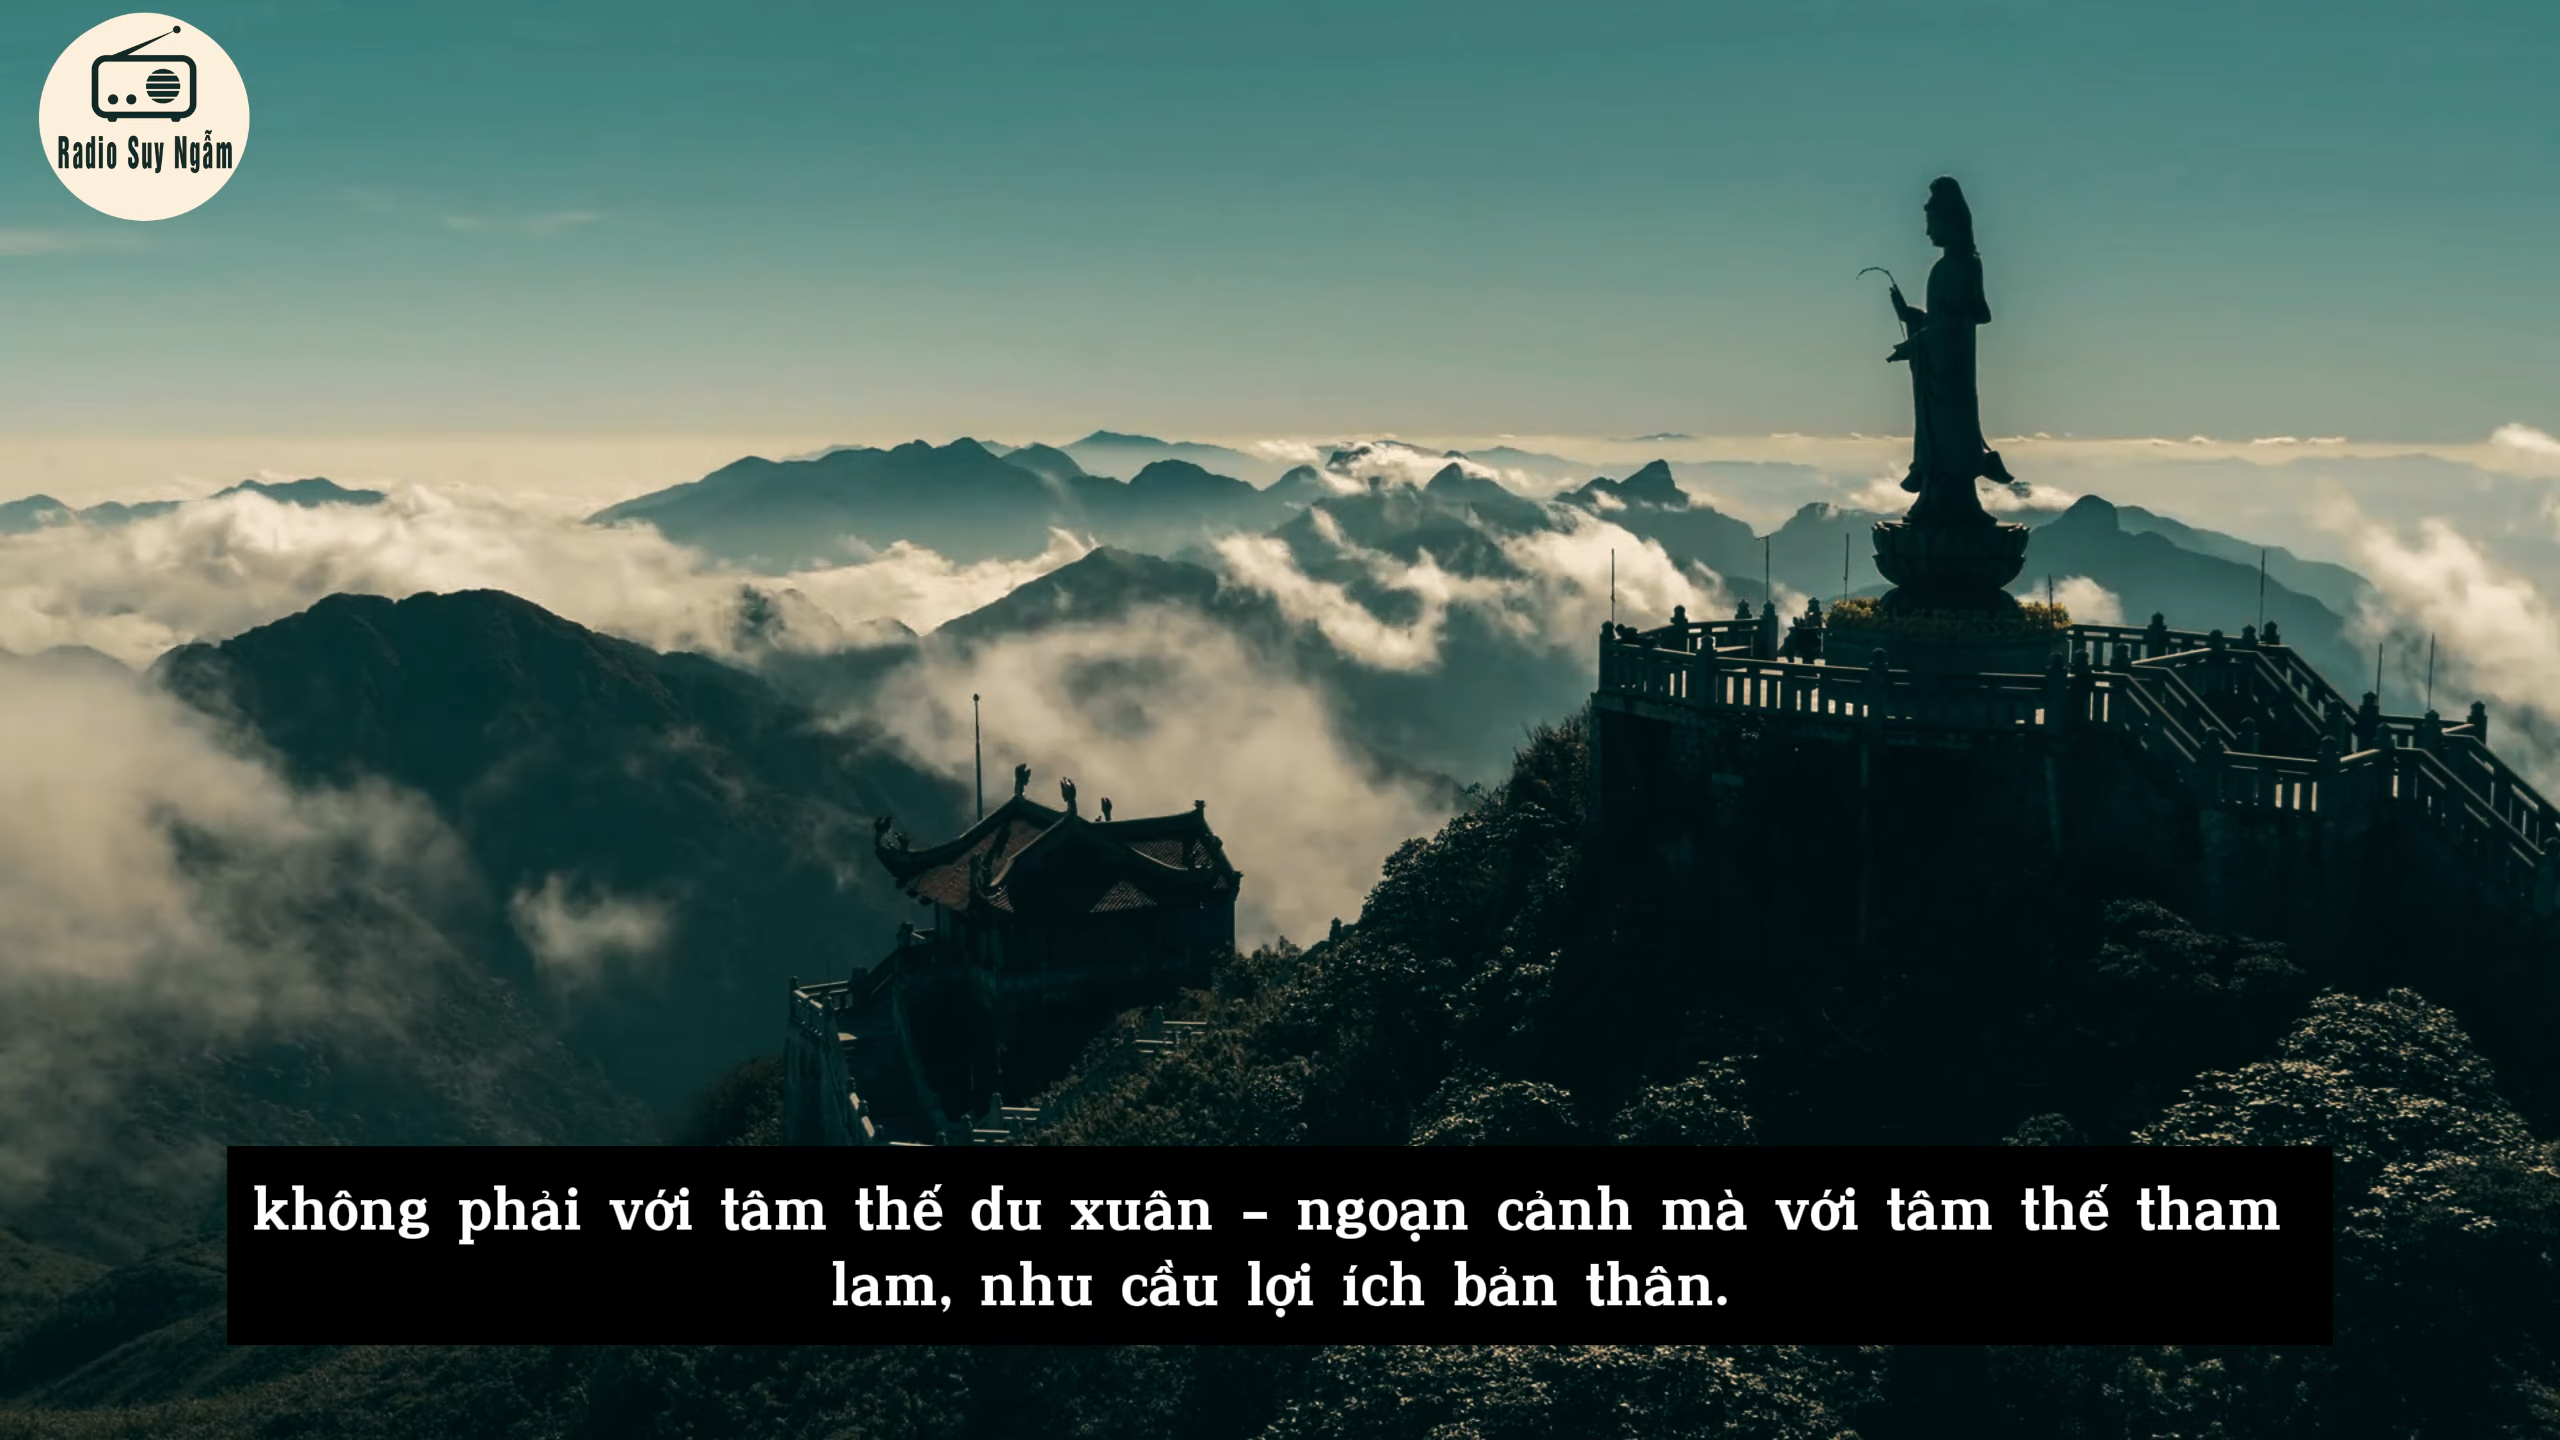 Radio Suy Ngẫm
không phải với tâm thế du xuân – ngoạn cảnh mà với tâm thế tham
lam, nhu cầu lợi ích bản thân.